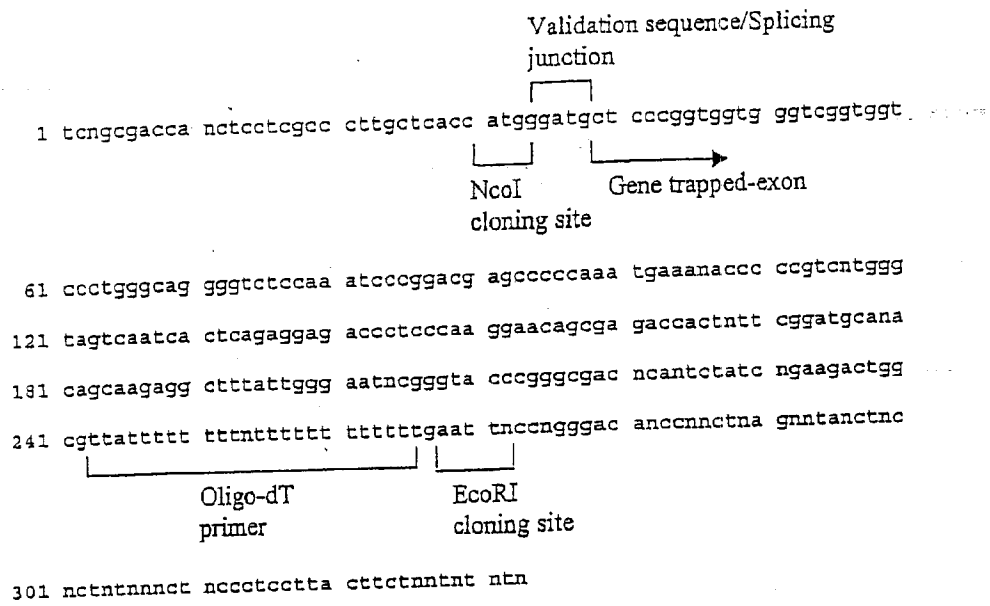 Validation sequence/Splicing
junction
1 tcngcgacca nctcctcgcc cttgctcacc atgggatgct cccggtggtg ggtcggtggt
NcoI
cloning site
Gene trapped-exon
61 ccctgggcag gggtctccaa atcccggacg agcccccaaa tgaaanaccc ccgtcntggg
121 tagtcaatca ctcagaggag accctcccaa ggaacagcga gaccactntt cggatgcana
181 cagcaagagg ctttattggg aatncgggta cccgggcgac ncantctatc ngaagactgg
241 cgttattttt tttntttttt ttttttgaat tnccngggac anccnnctna gnntanctnc
Oligo-dT
primer
EcoRI
cloning site
301 nctntnnnct nccctcctta cttctnntnt ntn